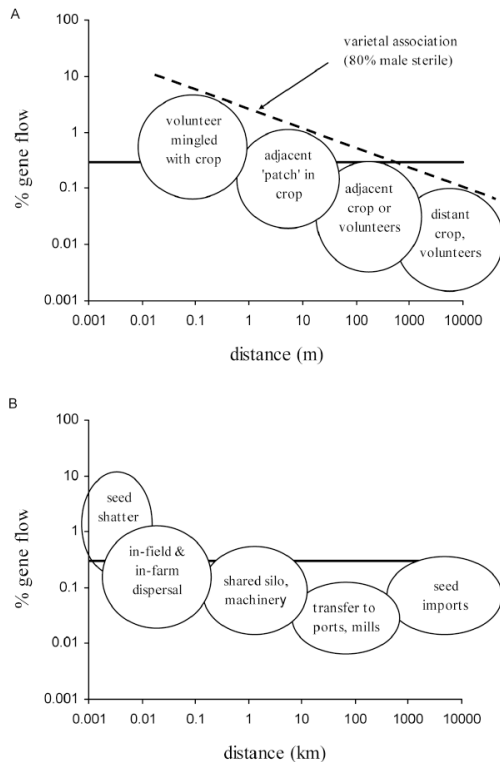 A
100
10
1
0.1
0.01
0.001
% gene flow
varietal association
(80% male sterile)
volunteer
mingled
with crop
adjacent
'patch' in
crop
adjacent
crop or
volunteers
distant
crop,
volunteers
0.001 0.01 0.1 1 10 100 1000 10000
distance (m)
B
100
10
1
0.1
0.01
0.001
% gene flow
seed
shatter
in-field &
in-farm
dispersal
shared silo,
machinery
transfer to
ports, mills
seed
imports
0.001 0.01 0.1 1 10 100 1000 10000
distance (km)